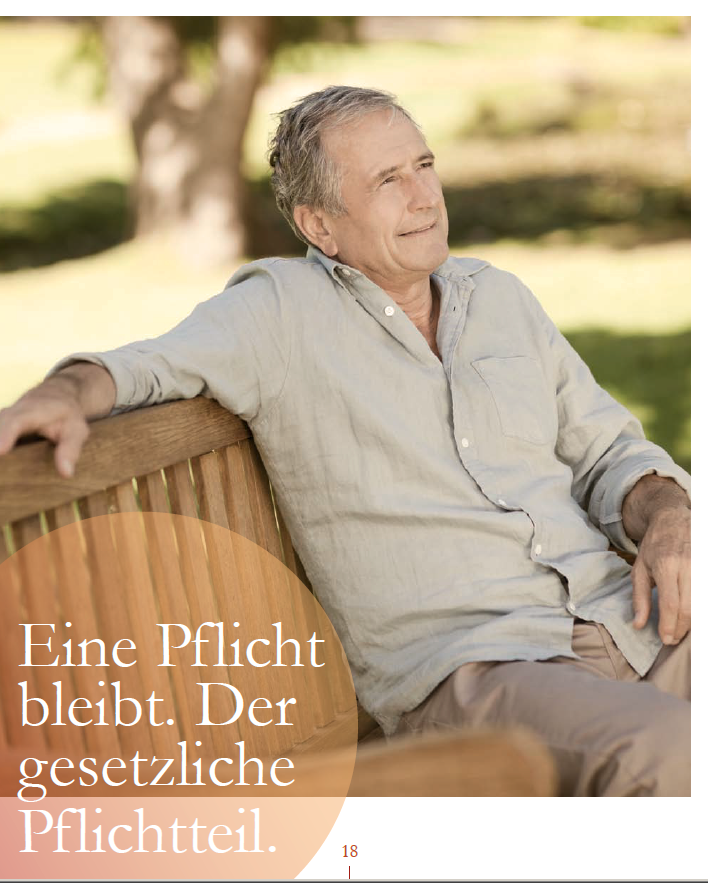 Eine Pflicht
bleibt. Der
gesetzliche
Pflichtteil.
18